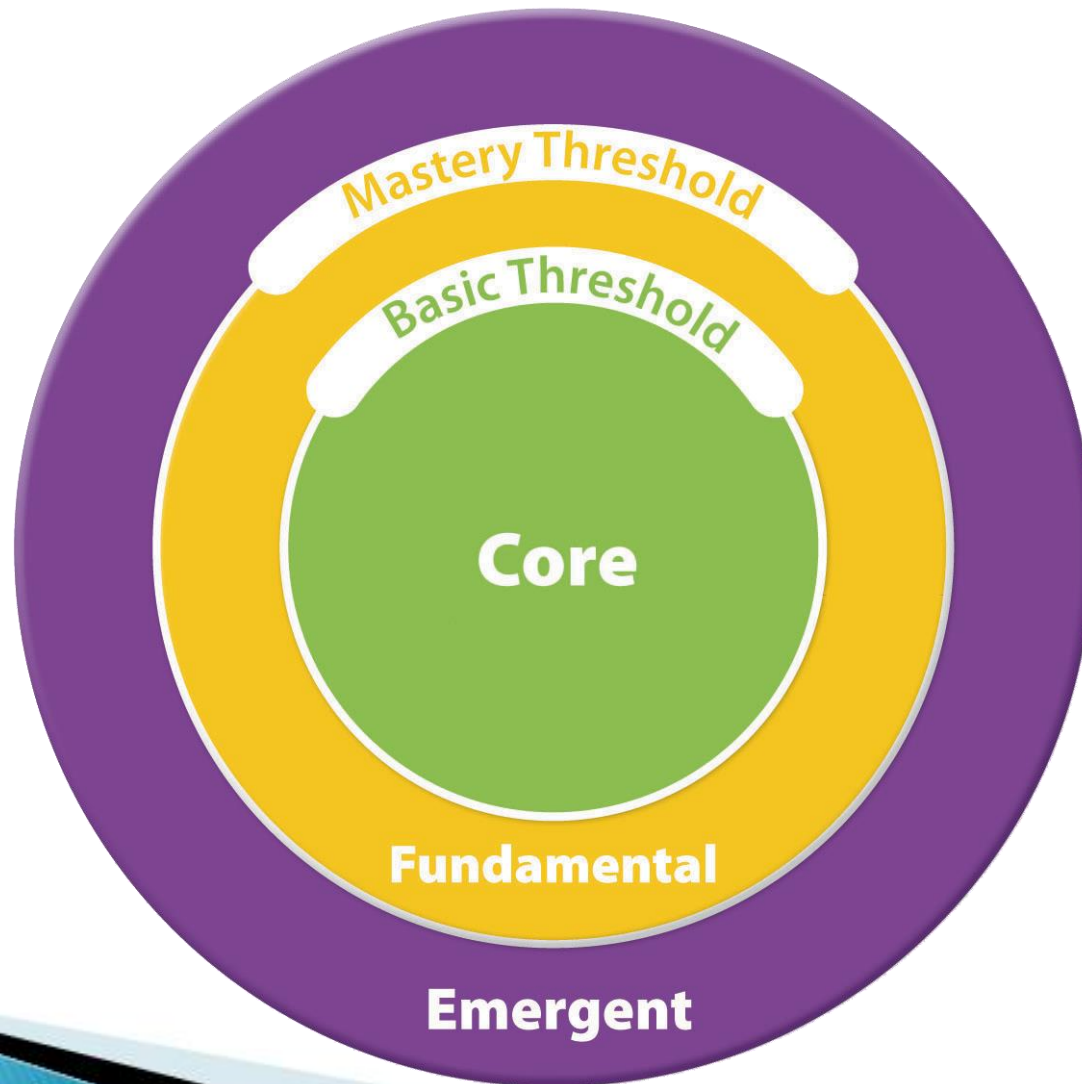 Mastery Threshold
Basic Threshold
Core
Fundamental
Emergent